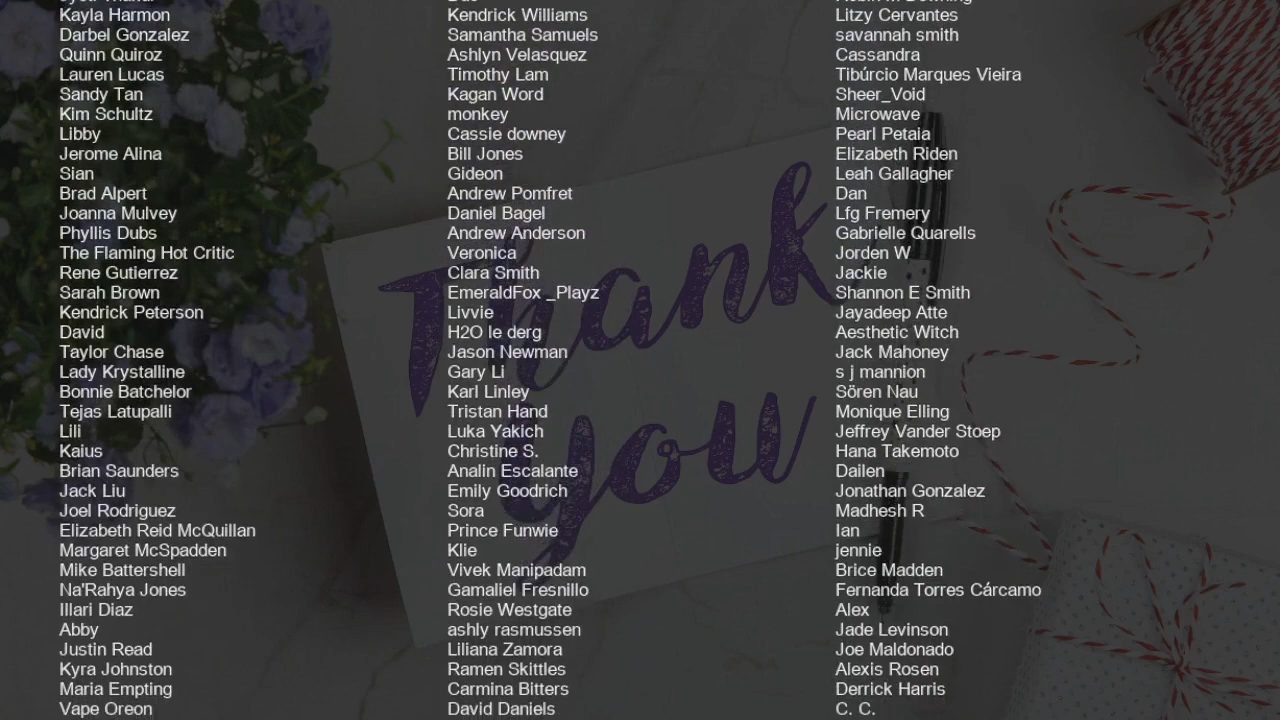 Kayla Harmon
Darbel Gonzalez
Quinn Quiroz
Lauren Lucas
Sandy Tan
Kim Schultz
Libby
Jerome Alina
Sian
Brad Alpert
Joanna Mulvey
Phyllis Dubs
The Flaming Hot Critic
Rene Gutierrez
Sarah Brown
Kendrick Peterson
David
Taylor Chase
Lady Krystalline
Bonnie Batchelor
Tejas Latupalli
Lili
Kaius
Brian Saunders
Jack Liu
Joel Rodriguez
Elizabeth Reid McQuillan
Margaret McSpadden
Mike Battershell
Na'Rahya Jones
Illari Diaz
Abby
Justin Read
Kyra Johnston
Maria Empting
Vape Oreon
Kendrick Williams
Samantha Samuels
Ashlyn Velasquez
Timothy Lam
Kagan Word
monkey
Cassie downey
Bill Jones
Gideon
Andrew Pomfret
Daniel Bagel
Andrew Anderson
Veronica
Clara Smith
EmeraldFox _Playz
Livvie
H2O le derg
Jason Newman
Gary Li
Karl Linley
Tristan Hand
Luka Yakich
Christine S.
Analin Escalante
Emily Goodrich
Sora
Prince Funwie
Klie
Vivek Manipadam
Gamaliel Fresnillo
Rosie Westgate
ashly rasmussen
Liliana Zamora
Ramen Skittles
Carmina Bitters
David Daniels
Litzy Cervantes
savannah smith
Cassandra
Tibúrcio Marques Vieira
Sheer_Void
Microwave
Pearl Petaia
Elizabeth Riden
Leah Gallagher
Dan
Lfg Fremery
Gabrielle Quarells
Jorden W
Jackie
Shannon E Smith
Jayadeep Atte
Aesthetic Witch
Jack Mahoney
s j mannion
Sören Nau
Monique Elling
Jeffrey Vander Stoep
Hana Takemoto
Dailen
Jonathan Gonzalez
Madhesh R
Ian
jennie
Brice Madden
Fernanda Torres Cárcamo
Alex
Jade Levinson
Joe Maldonado
Alexis Rosen
Derrick Harris
C. C.
Thank
you